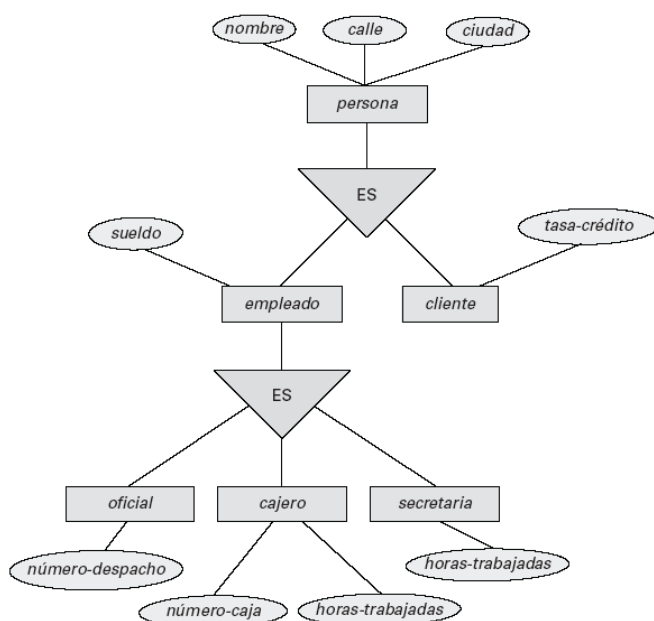 nombre
calle
ciudad
persona
ES
sueldo
tasa-crédito
empleado
cliente
ES
oficial
cajero
secretaria
número-despacho
horas-trabajadas
número-caja
horas-trabajadas